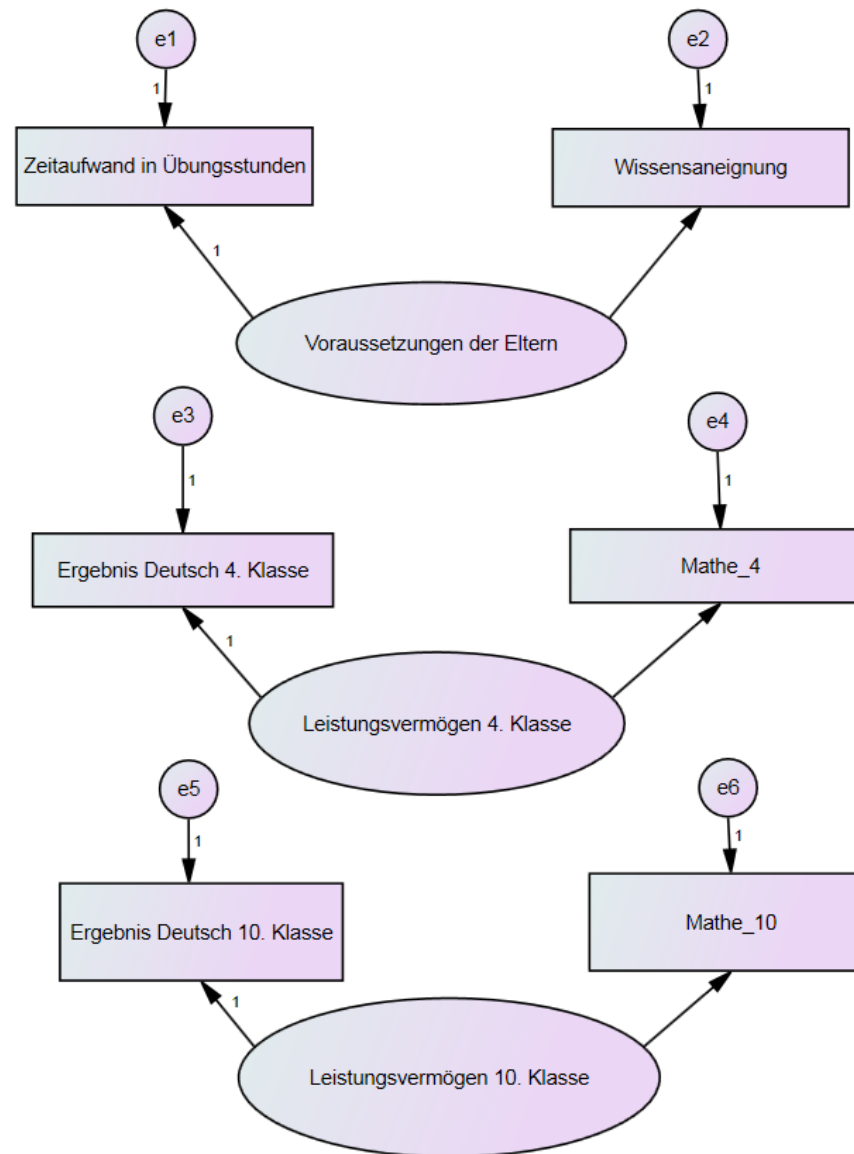 e1
e2
1
1
Zeitaufwand in Übungsstunden
Wissensaneignung
1
Voraussetzungen der Eltern
e3
e4
1
1
Ergebnis Deutsch 4. Klasse
Mathe_4
1
Leistungsvermögen 4. Klasse
e5
e6
1
1
Ergebnis Deutsch 10. Klasse
Mathe_10
1
Leistungsvermögen 10. Klasse